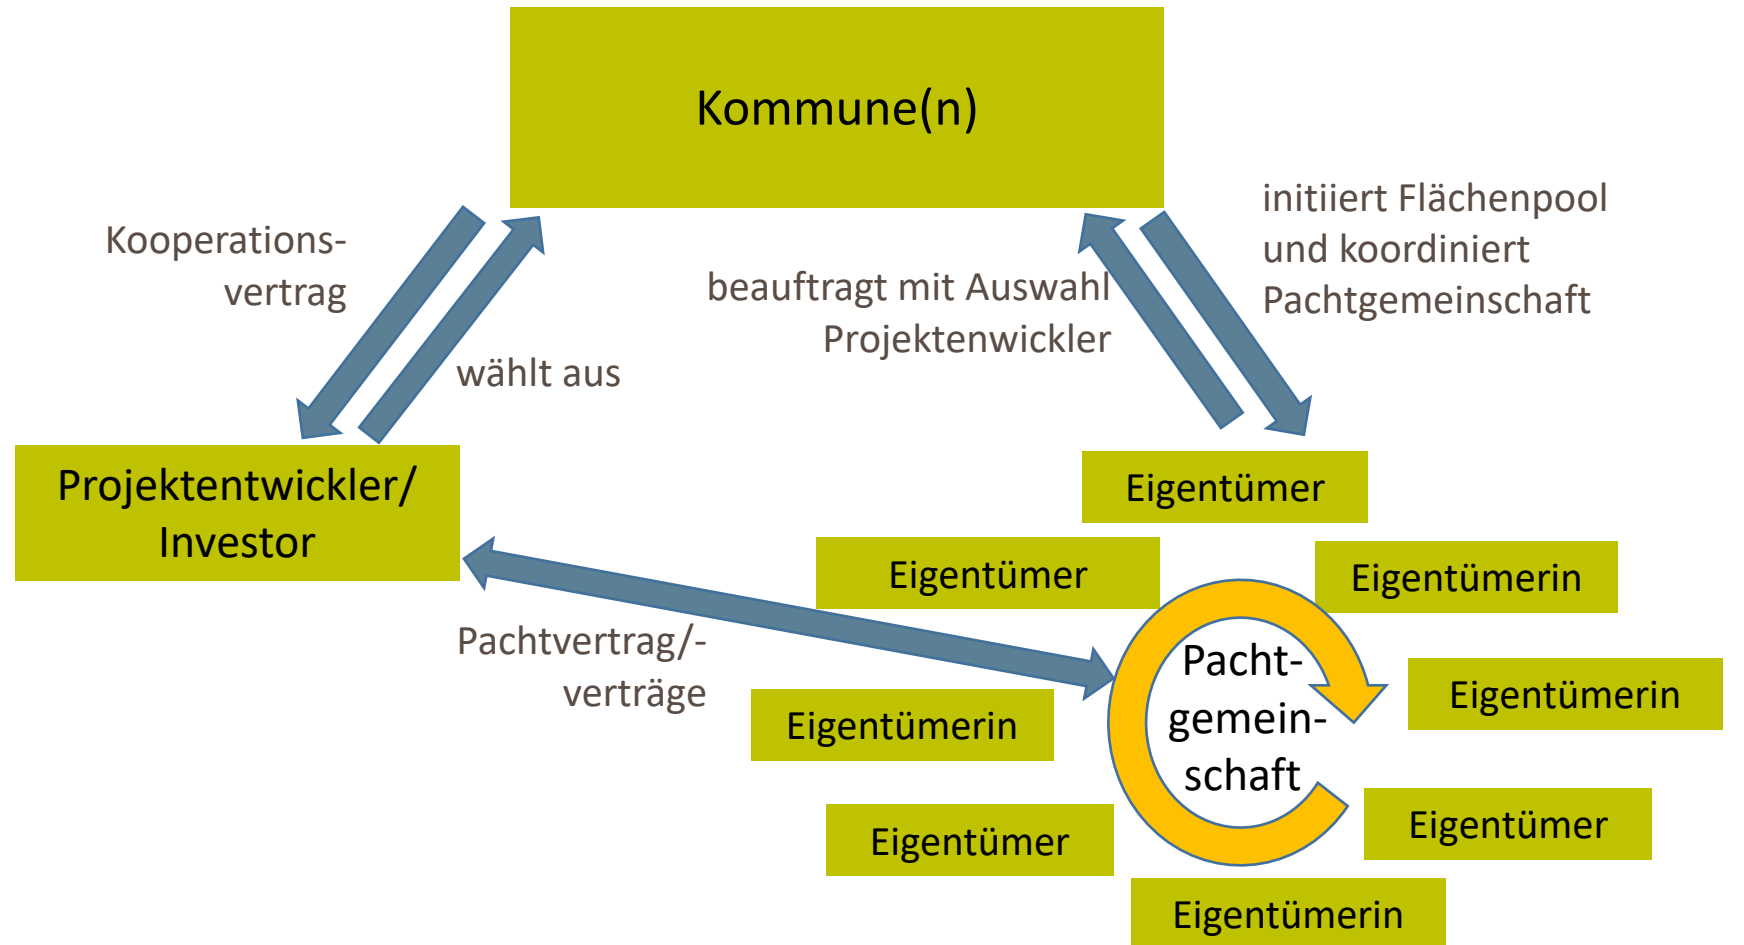 Kommune(n)
Kooperations-
vertrag
wählt aus
beauftragt mit Auswahl
Projektenwickler
initiiert Flächenpool
und koordiniert
Pachtgemeinschaft
Projektentwickler/
Investor
Pachtvertrag/-
verträge
Eigentümer
Eigentümer
Eigentümerin
Eigentümerin
Eigentümerin
Eigentümer
Eigentümer
Eigentümerin
Pacht-
gemein-
schaft